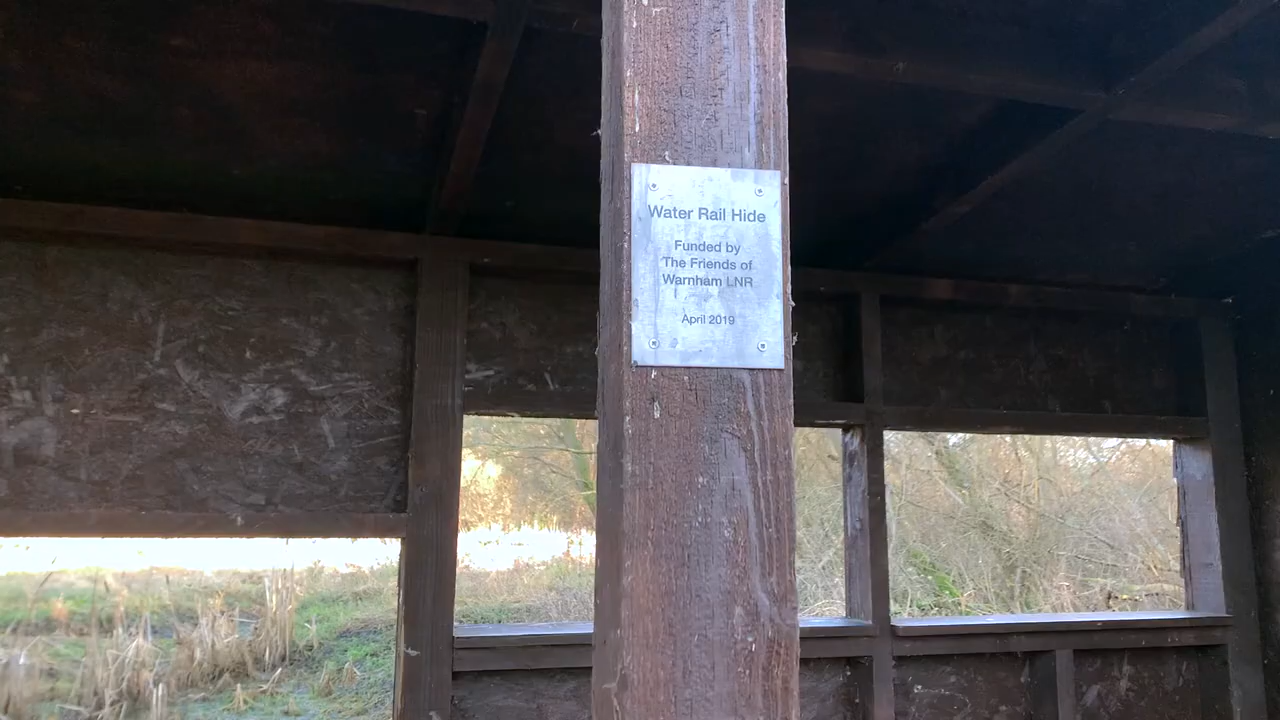 Water Rail Hide
Funded by
The Friends of
Warnham LNR
April 2019